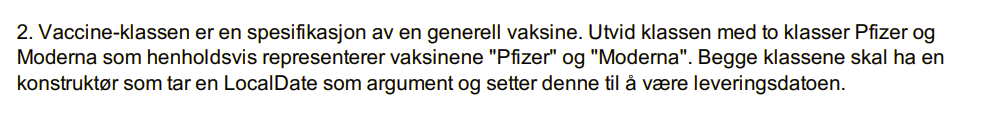 2. Vaccine-klassen er en spesifikasjon av en generell vaksine. Utvid klassen med to klasser Pfizer og
Moderna som henholdsvis representerer vaksinene "Pfizer" og "Moderna". Begge klassene skal ha en
konstruktør som tar en LocalDate som argument og setter denne til å være leveringsdatoen.